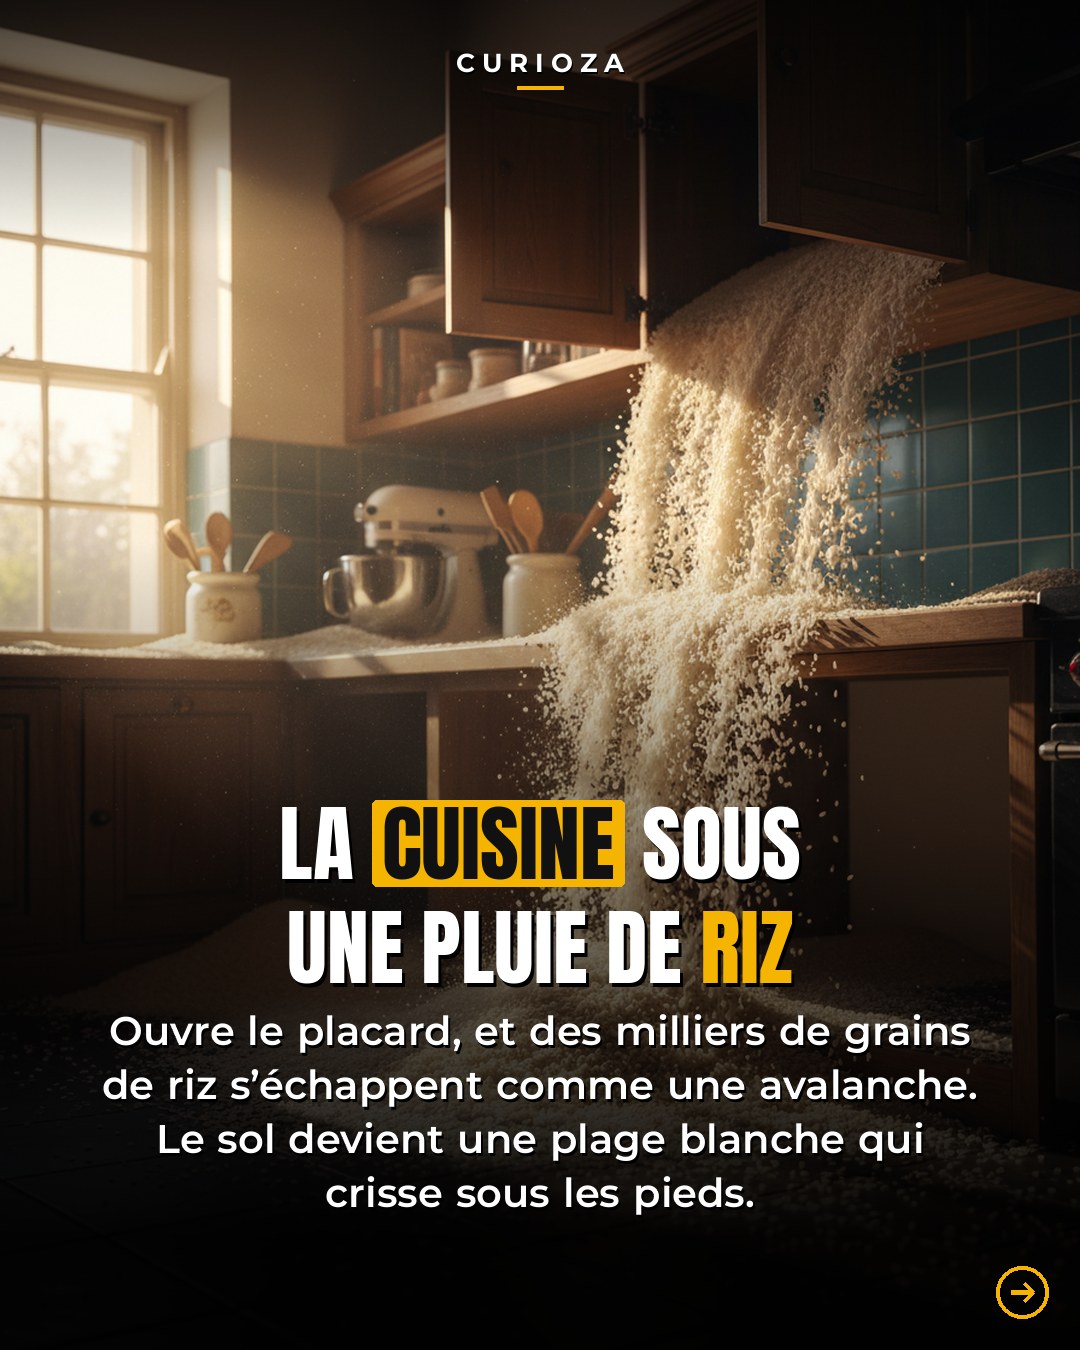 CURIOZA
LA CUISINE SOUS
UNE PLUIE DE RIZ
Ouvre le placard, et des milliers de grains
de riz s’échappent comme une avalanche.
Le sol devient une plage blanche qui
crisse sous les pieds.